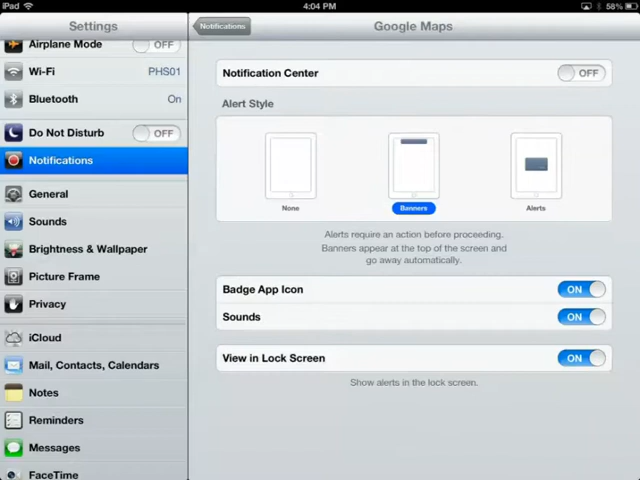 iPad
4:04 PM
58%
Settings
Notifications
Google Maps
Airplane Mode OFF
Wi-Fi PHS01
Bluetooth On
Do Not Disturb OFF
Notifications
General
Sounds
Brightness & Wallpaper
Picture Frame
Privacy
iCloud
Mail, Contacts, Calendars
Notes
Reminders
Messages
FaceTime
Notification Center OFF
Alert Style
None Banners Alerts
Alerts require an action before proceeding.
Banners appear at the top of the screen and
go away automatically.
Badge App Icon ON
Sounds ON
View in Lock Screen ON
Show alerts in the lock screen.